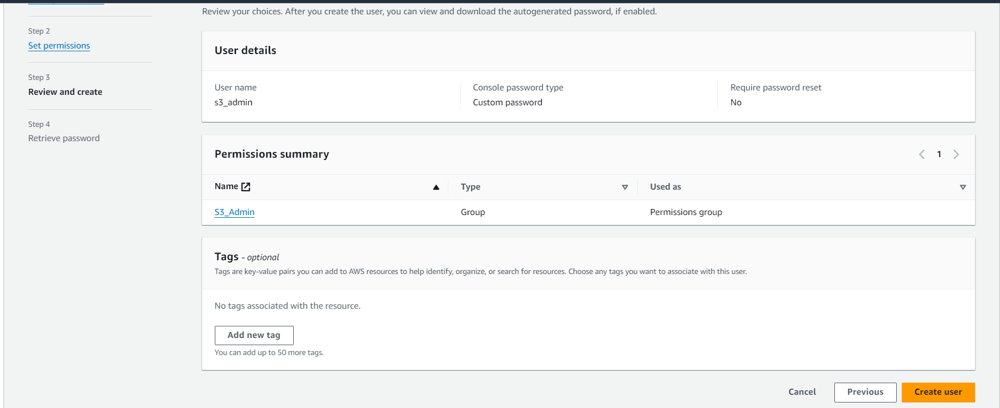 Review your choices. After you create the user, you can view and download the autogenerated password, if enabled.
Step 2
Set permissions
Step 3
Review and create
Step 4
Retrieve password
User details
User name
s3_admin
Console password type
Custom password
Require password reset
No
Permissions summary
1
Name
Type
Used as
S3_Admin
Group
Permissions group
Tags - optional
Tags are key-value pairs you can add to AWS resources to help identify, organize, or search for resources. Choose any tags you want to associate with this user.
No tags associated with the resource.
Add new tag
You can add up to 50 more tags.
Cancel
Previous
Create user